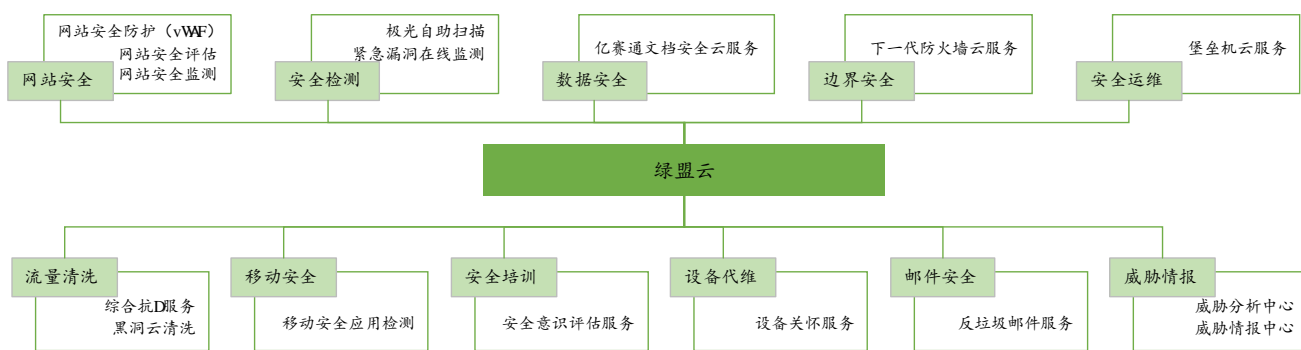 网站安全防护（vWAF）
网站安全评估
网站安全监测
网站安全
极光自助扫描
紧急漏洞在线监测
安全检测
亿赛通文档安全云服务
数据安全
下一代防火墙云服务
边界安全
堡垒机云服务
安全运维
绿盟云
流量清洗
综合抗D服务
黑洞云清洗
移动安全
移动安全应用检测
安全培训
安全意识评估服务
设备代维
设备关怀服务
邮件安全
反垃圾邮件服务
威胁情报
威胁分析中心
威胁情报中心